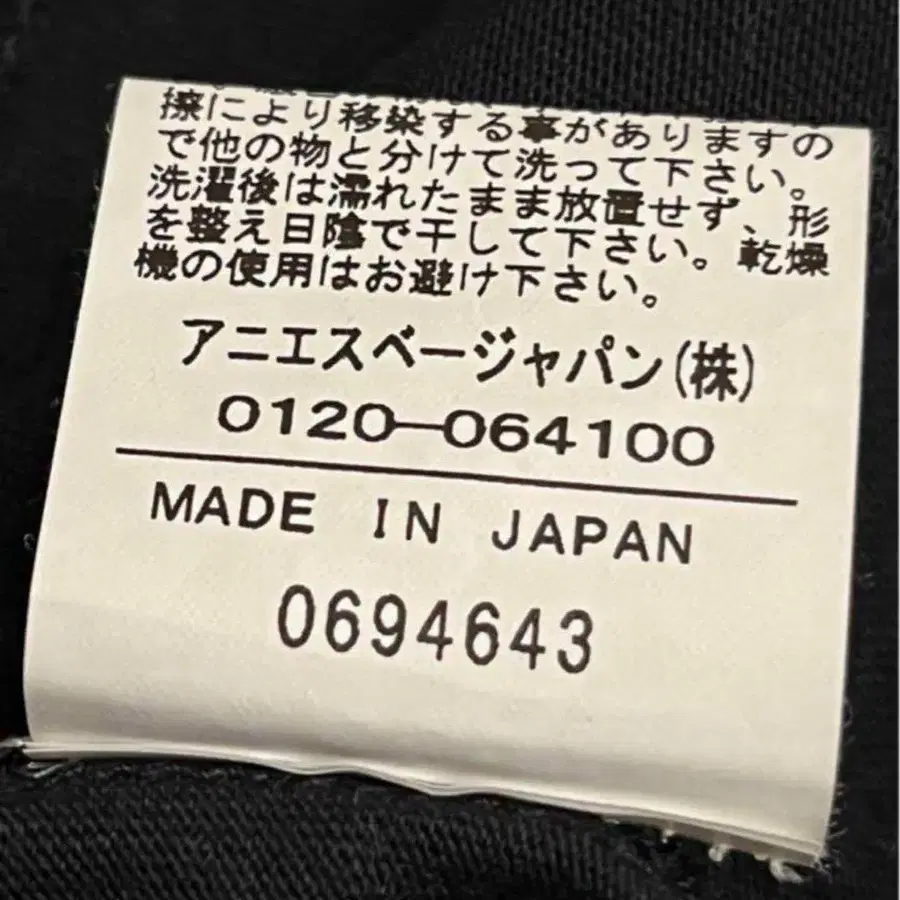 擦により移染する事がありますの
で他の物と分けて洗って下さい。
洗濯後は濡れたまま放置せず、形
を整え日陰で干して下さい。乾燥
機の使用はお避け下さい。
アニエスベージャパン(株)
0120-064100
MADE IN JAPAN
0694643